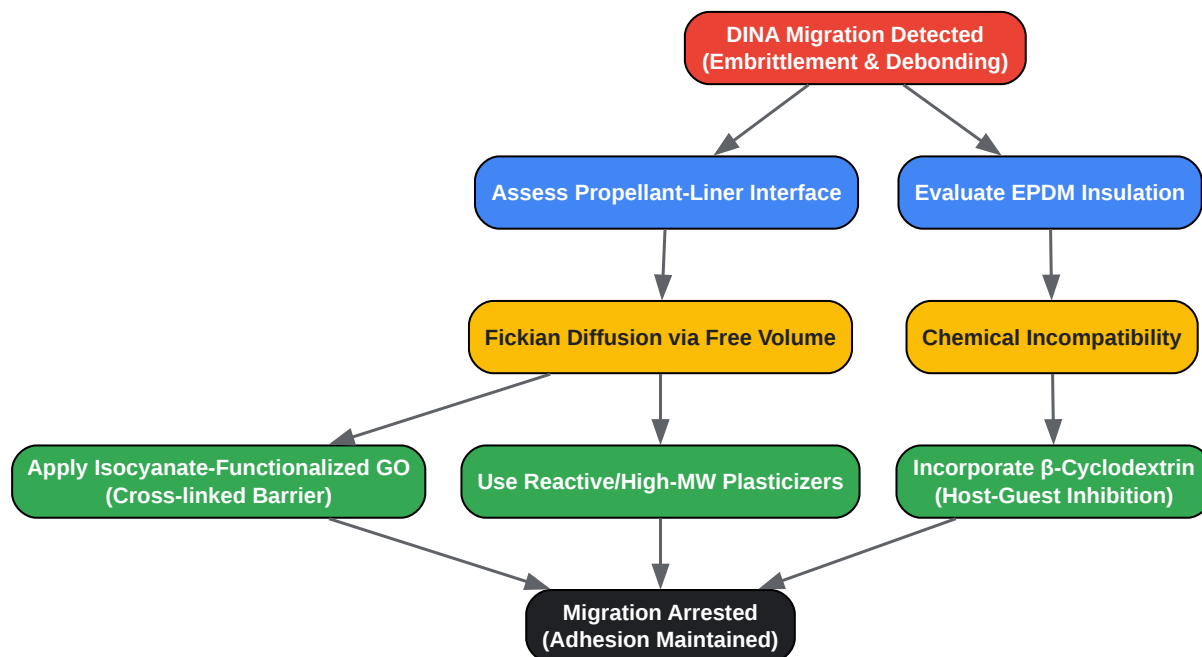 DINA Migration Detected
(Embrittlement & Debonding)
Assess Propellant-Liner Interface
Evaluate EPDM Insulation
Fickian Diffusion via Free Volume
Chemical Incompatibility
Apply Isocyanate-Functionalized GO
(Cross-linked Barrier)
Use Reactive/High-MW Plasticizers
Incorporate β-Cyclodextrin
(Host-Guest Inhibition)
Migration Arrested
(Adhesion Maintained)